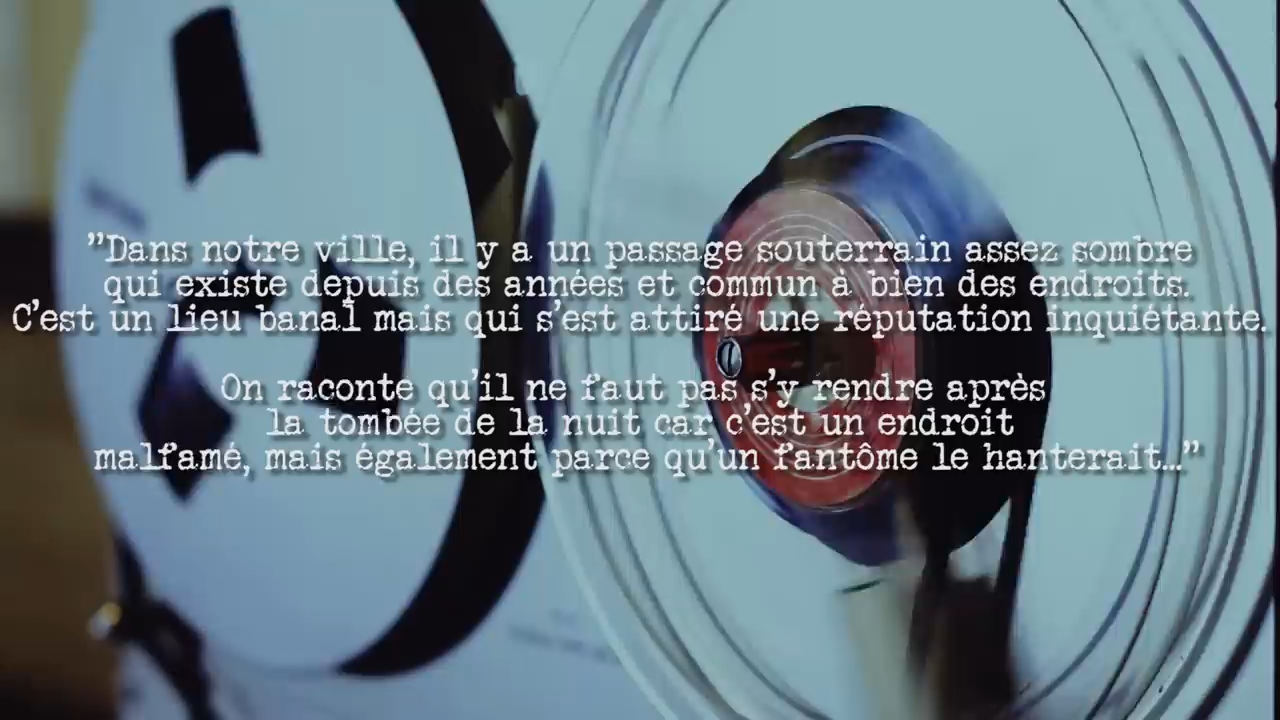 "Dans notre ville, il y a un passage souterrain assez sombre
qui existe depuis des années et commun à bien des endroits.
C'est un lieu banal mais qui s'est attiré une réputation inquiétante.
On raconte qu'il ne faut pas s'y rendre après
la tombée de la nuit car c'est un endroit
malfamé, mais également parce qu'un fantôme le hanterait..."